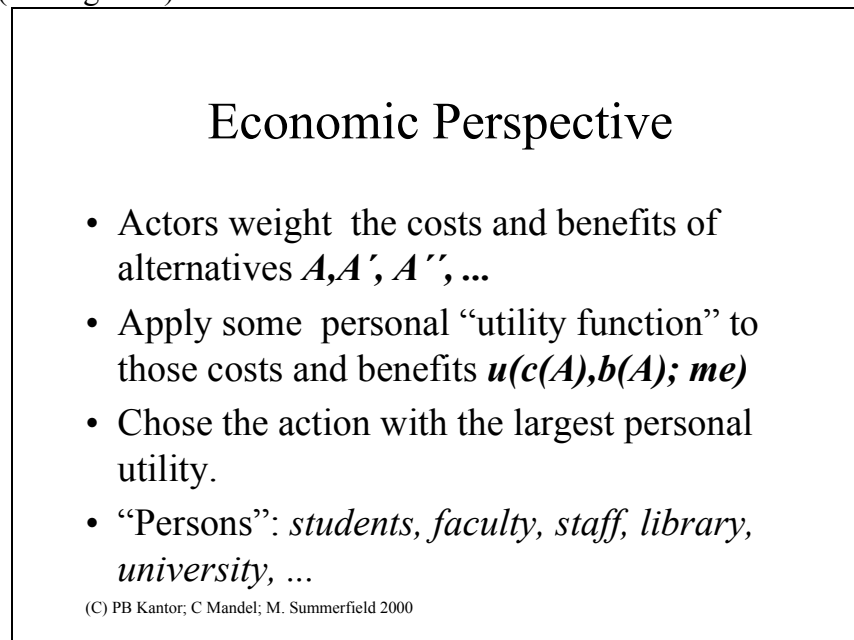 Economic Perspective
• Actors weight the costs and benefits of
alternatives A,A´, A´´, ...
• Apply some personal “utility function” to
those costs and benefits u(c(A),b(A); me)
• Chose the action with the largest personal
utility.
• “Persons”: students, faculty, staff, library,
university, ...
(C) PB Kantor; C Mandel; M. Summerfield 2000